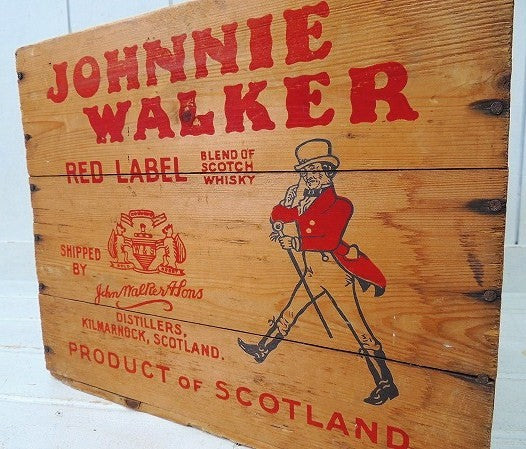 JOHNNIE
WALKER
RED LABEL
BLEND OF
SCOTCH
WHISKY
SHIPPED
BY
John Walker & Sons
DISTILLERS,
KILMARNOCK, SCOTLAND.
PRODUCT OF SCOTLAND